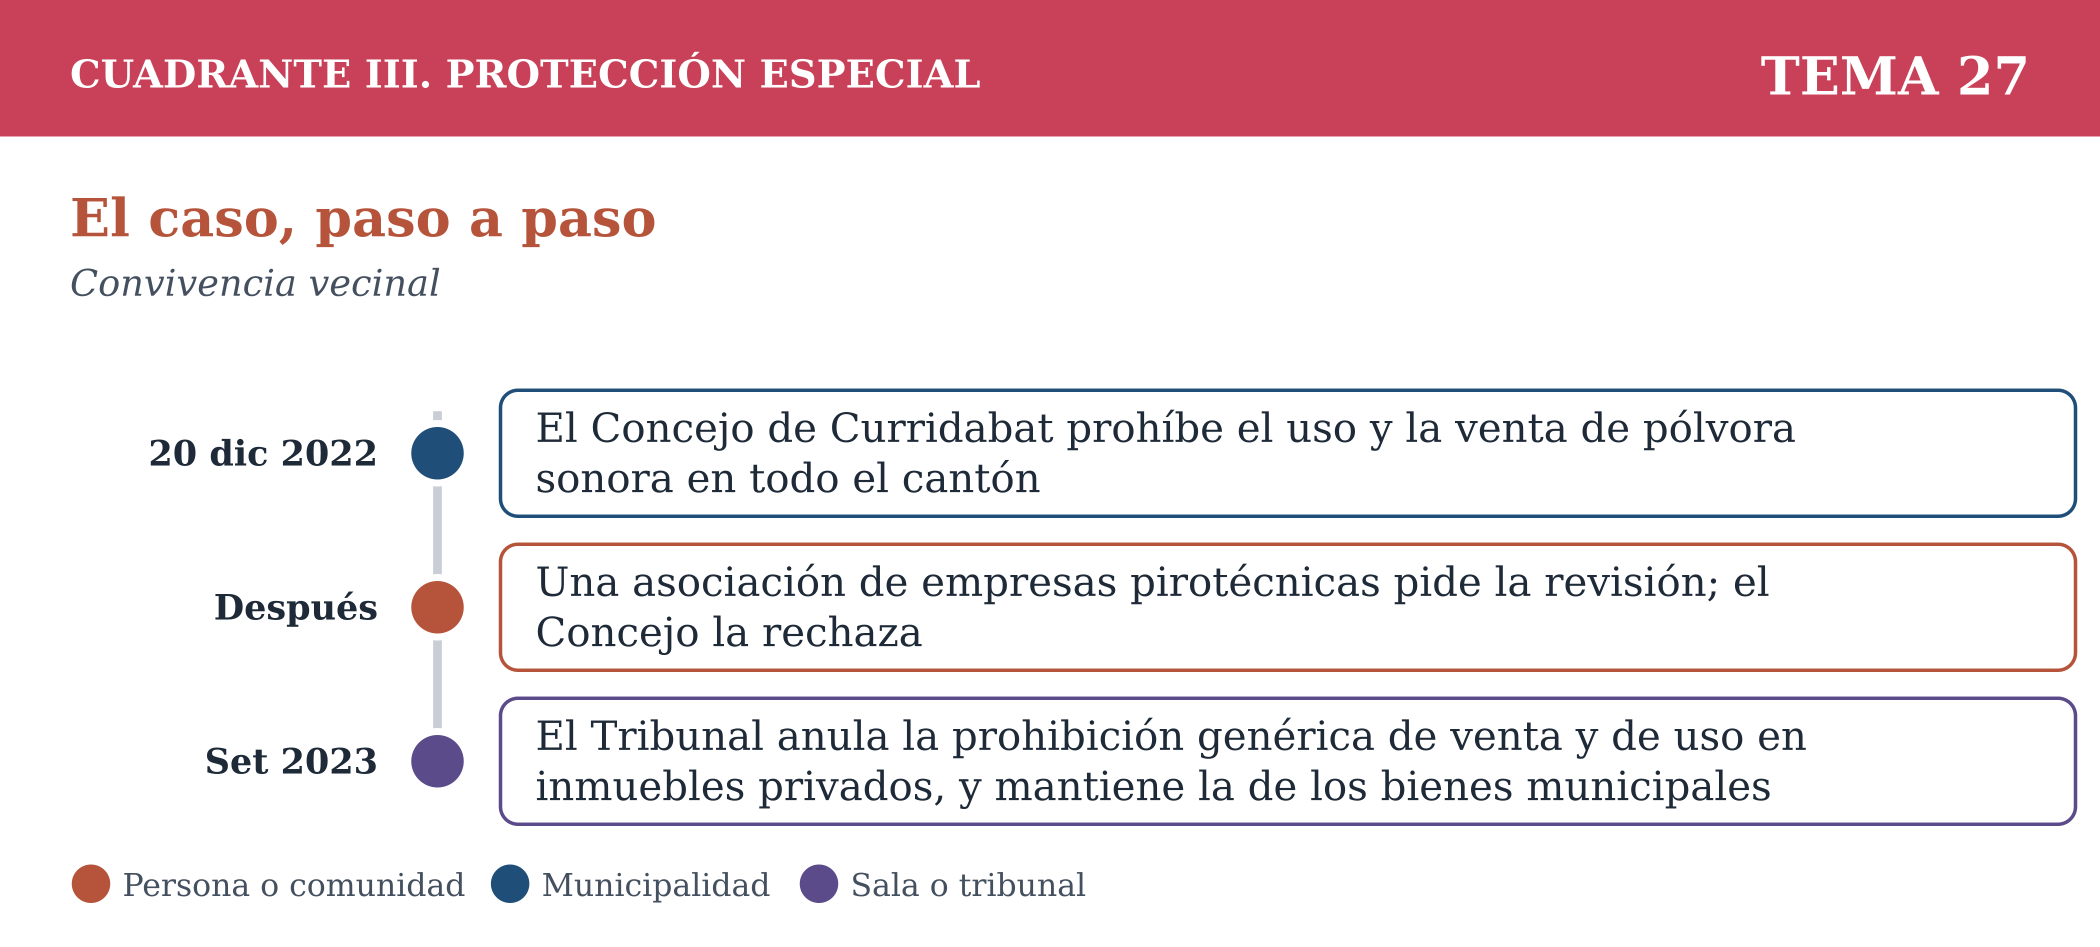 CUADRANTE III. PROTECCIÓN ESPECIAL
TEMA 27
El caso, paso a paso
Convivencia vecinal
20 dic 2022
El Concejo de Curridabat prohíbe el uso y la venta de pólvora
sonora en todo el cantón
Después
Una asociación de empresas pirotécnicas pide la revisión; el
Concejo la rechaza
Set 2023
El Tribunal anula la prohibición genérica de venta y de uso en
inmuebles privados, y mantiene la de los bienes municipales
Persona o comunidad
Municipalidad
Sala o tribunal